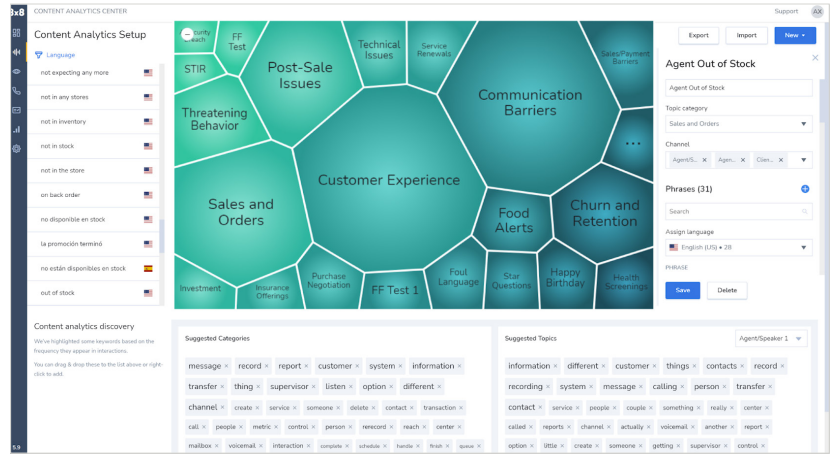 8x8
CONTENT ANALYTICS CENTER
Support
AX
Content Analytics Setup
Language
not expecting any more
not in any stores
not in inventory
not in stock
not in the store
on back order
no disponible en stock
la promoción terminó
no están disponibles en stock
out of stock
Content analytics discovery
We've highlighted some keywords based on the
frequency they appear in interactions.
You can drag & drop these to the list above or right-
click to add.
5.9
FF
Test
Technical
Issues
Service
Renewals
Sales/Payment
Barriers
STIR
Post-Sale
Issues
Communication
Barriers
Threatening
Behavior
...
Customer Experience
Sales and
Orders
Food
Alerts
Churn and
Retention
Investment
Insurance
Offerings
Purchase
Negotiation
FF Test 1
Foul
Language
Star
Questions
Happy
Birthday
Health
Screenings
Export
Import
New
Agent Out of Stock
Agent Out of Stock
Topic category
Sales and Orders
Channel
Agent/S... × Agen... × Clien... ×
Phrases (31)
Search
Assign language
English (US) • 28
PHRASE
Save
Delete
Suggested Categories
message × record × report × customer × system × information ×
transfer × thing × supervisor × listen × option × different ×
channel × create × service × someone × delete × contact × transaction ×
call × people × metric × control × person × rerecord × reach × center ×
mailbox × voicemail × interaction × complete × schedule × handle × finish × queue ×
Suggested Topics
Agent/Speaker 1
information × different × customer × things × contacts × record ×
recording × system × message × calling × person × transfer ×
contact × service × people × couple × something × really × center ×
called × reports × channel × actually × voicemail × another × report ×
option × little × create × someone × getting × supervisor × control ×